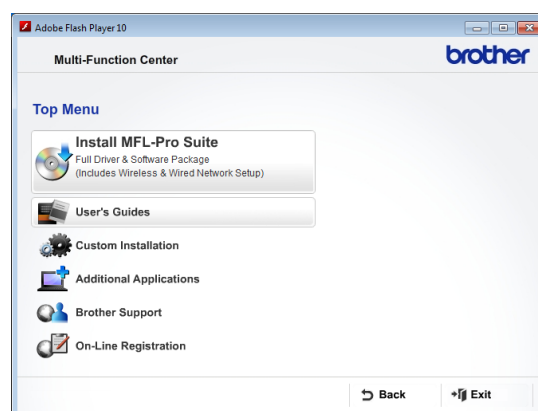 Adobe Flash Player 10
Multi-Function Center
brother
Top Menu
Install MFL-Pro Suite
Full Driver & Software Package
(Includes Wireless & Wired Network Setup)
User's Guides
Custom Installation
Additional Applications
Brother Support
On-Line Registration
Back
Exit